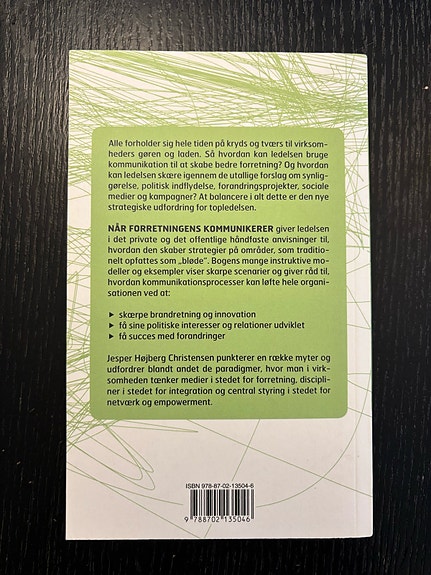 Alle forholder sig hele tiden på kryds og tværs til virksom-
heders gøren og laden. Så hvordan kan ledelsen bruge
kommunikation til at skabe bedre forretning? Og hvordan
kan ledelsen skære igennem de utallige forslag om synlig-
gørelse, politisk indflydelse, forandringsprojekter, sociale
medier og kampagner? At balancere i alt dette er den nye
strategiske udfordring for topledelsen.
NÅR FORRETNINGENS KOMMUNIKERER giver ledelsen
i det private og det offentlige håndfaste anvisninger til,
hvordan den skaber strategier på områder, som traditio-
nelt opfattes som „bløde”. Bogens mange instruktive mo-
deller og eksempler viser skarpe scenarier og giver råd til,
hvordan kommunikationsprocesser kan løfte hele organi-
sationen ved at:
▶ skærpe brandretning og innovation
▶ få sine politiske interesser og relationer udviklet
▶ få succes med forandringer
Jesper Højberg Christensen punkterer en række myter og
udfordrer blandt andet de paradigmer, hvor man i virk-
somheden tænker medier i stedet for forretning, discipli-
ner i stedet for integration og central styring i stedet for
netværk og empowerment.
ISBN 978-87-02-13504-6
9 788702 135046